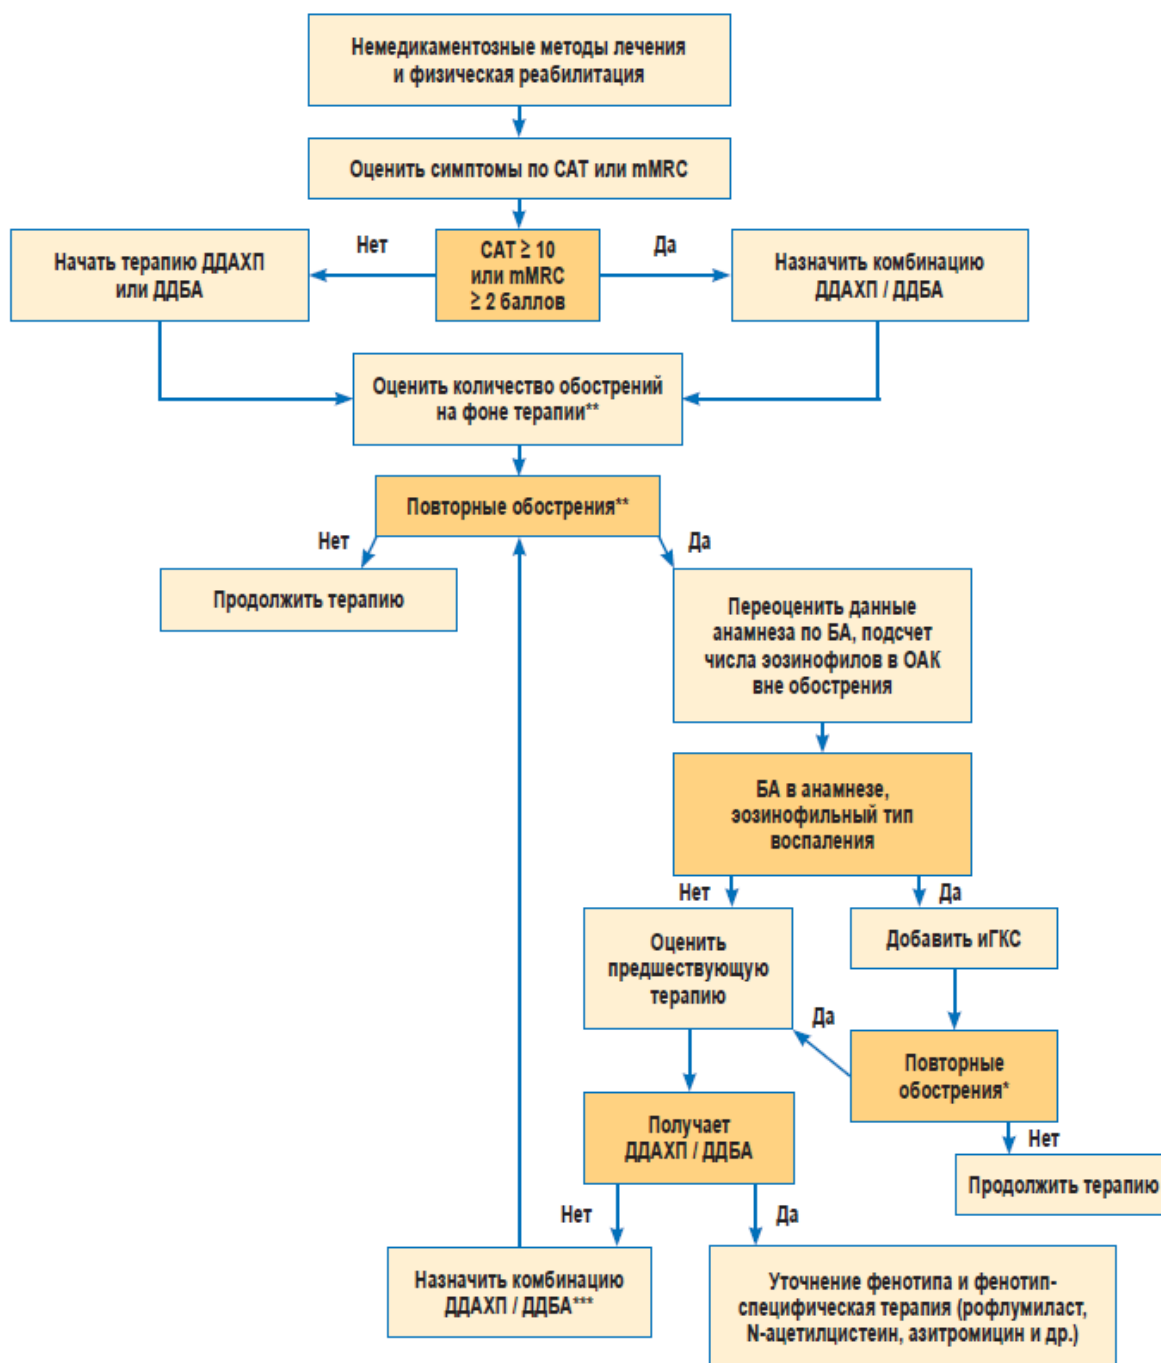 Немедикаментозные методы лечения
и физическая реабилитация
Оценить симптомы по CAT или mMRC
Нет
CAT ≥ 10
или mMRC
≥ 2 баллов
Да
Начать терапию ДДАХП
или ДДБА
Назначить комбинацию
ДДАХП / ДДБА
Оценить количество обострений
на фоне терапии**
Повторные обострения**
Нет
Да
Продолжить терапию
Переоценить данные
анамнеза по БА, подсчет
числа эозинофилов в ОАК
вне обострения
БА в анамнезе,
эозинофильный тип
воспаления
Нет
Да
Оценить
предшествующую
терапию
Добавить иГКС
Да
Повторные
обострения*
Получает
ДДАХП / ДДБА
Нет
Продолжить терапию
Нет
Да
Назначить комбинацию
ДДАХП / ДДБА***
Уточнение фенотипа и фенотип-
специфическая терапия (рофлумиласт,
N-ацетилцистеин, азитромицин и др.)